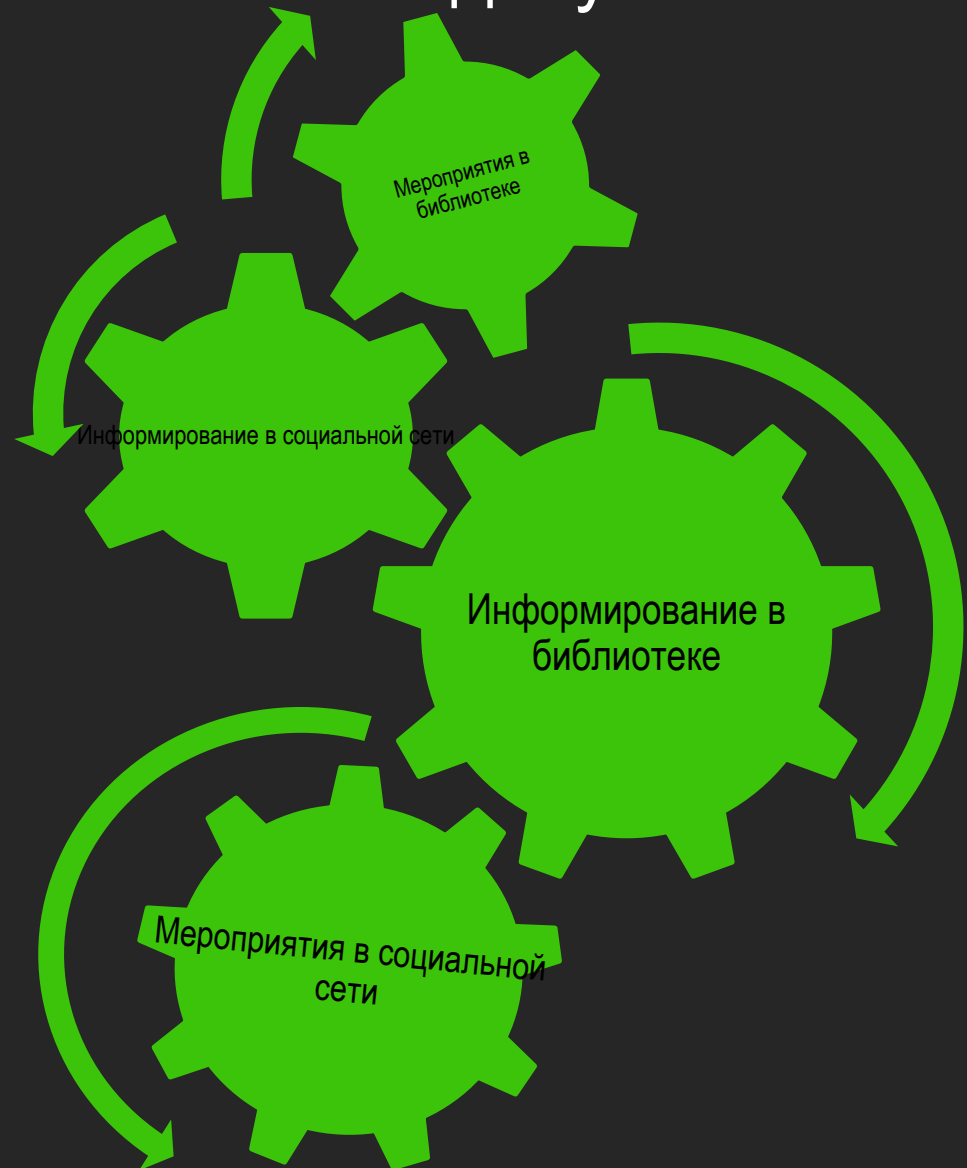 Мероприятия в
библиотеке
Информирование в социальной сети
Информирование в
библиотеке
Мероприятия в социальной
сети